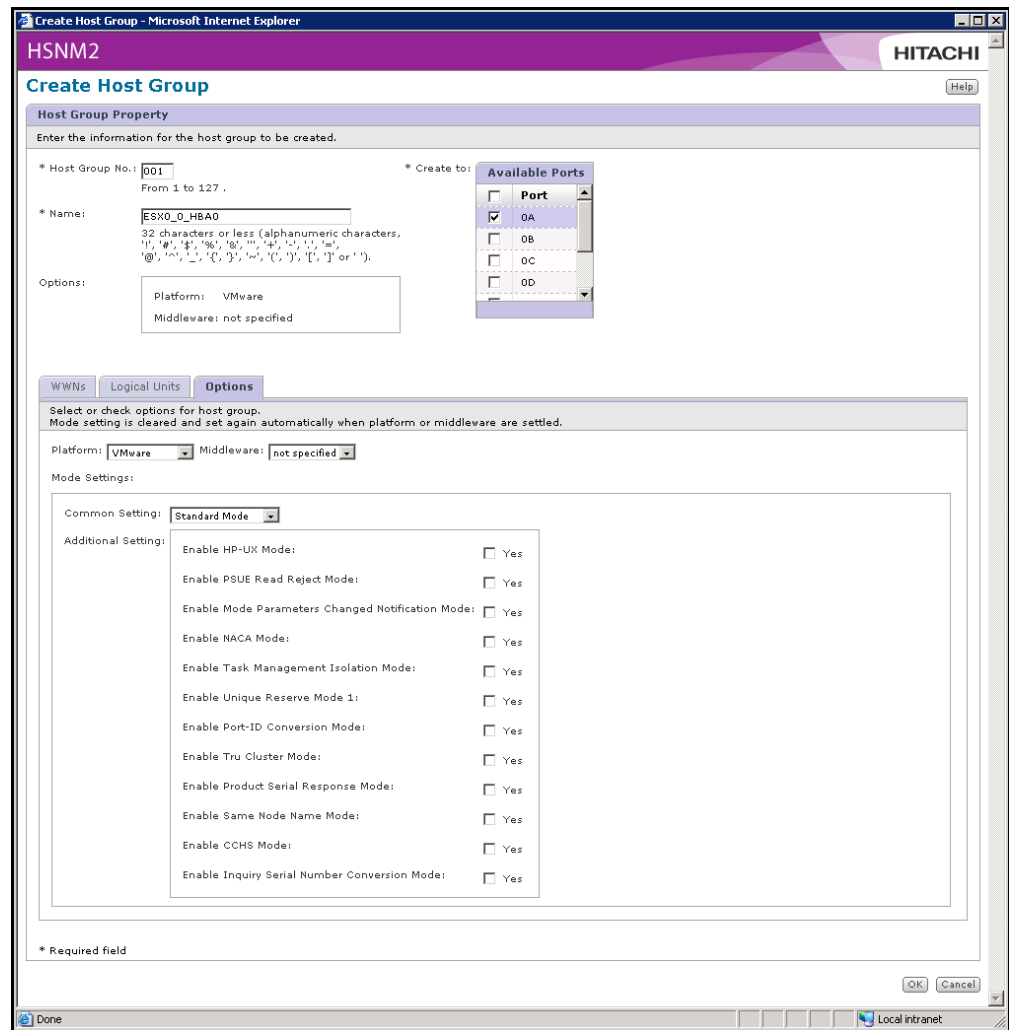 Create Host Group - Microsoft Internet Explorer
HSNM2
HITACHI
Create Host Group
Help
Host Group Property
Enter the information for the host group to be created.
* Host Group No.: 001
From 1 to 127 .
* Name: ESX0_0_HBA0
32 characters or less (alphanumeric characters,
'!', '#', '$', '%', '&', ''', '+', '-', '.', '=',
'@', '^', '_', '{', '}', '~', '(', ')', '[', ']' or ' ').
Options:
Platform: VMware
Middleware: not specified
* Create to:
Available Ports
Port
0A
0B
0C
0D
WWNs Logical Units Options
Select or check options for host group.
Mode setting is cleared and set again automatically when platform or middleware are settled.
Platform: VMware Middleware: not specified
Mode Settings:
Common Setting: Standard Mode
Additional Setting:
Enable HP-UX Mode: Yes
Enable PSUE Read Reject Mode: Yes
Enable Mode Parameters Changed Notification Mode: Yes
Enable NACA Mode: Yes
Enable Task Management Isolation Mode: Yes
Enable Unique Reserve Mode 1: Yes
Enable Port-ID Conversion Mode: Yes
Enable Tru Cluster Mode: Yes
Enable Product Serial Response Mode: Yes
Enable Same Node Name Mode: Yes
Enable CCHS Mode: Yes
Enable Inquiry Serial Number Conversion Mode: Yes
* Required field
OK Cancel
Done
Local intranet